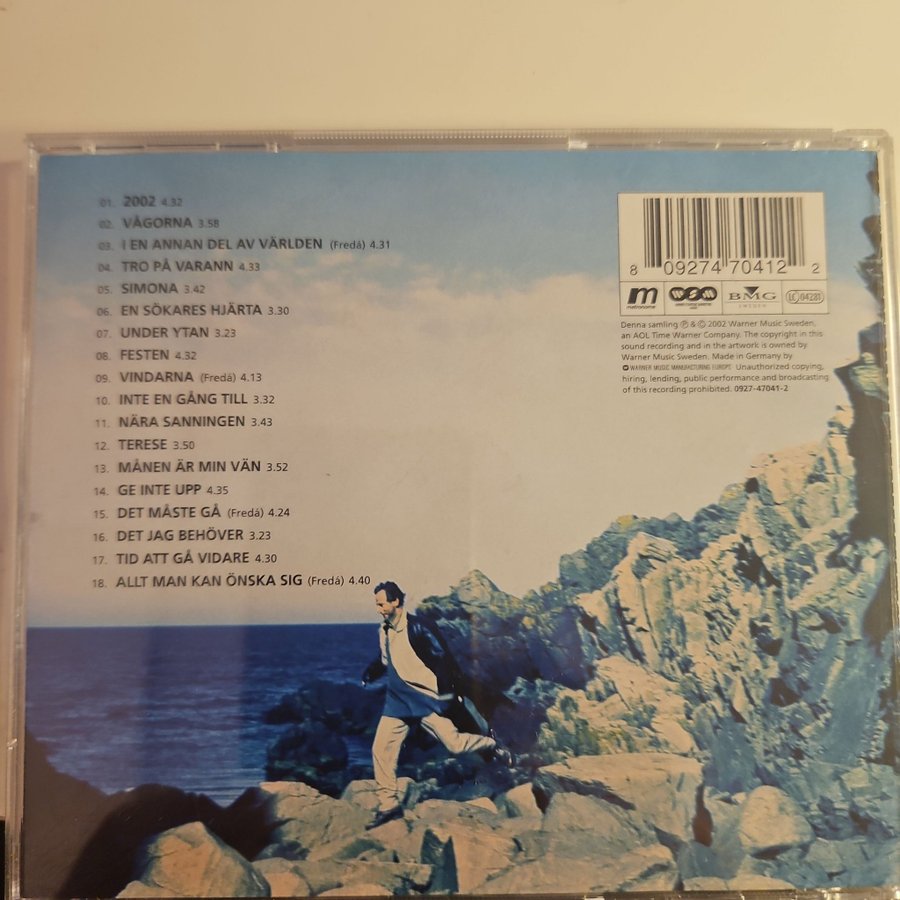 01. 2002 4.32
02. VÅGORNA 3.58
03. I EN ANNAN DEL AV VÄRLDEN (Fredá) 4.31
04. TRO PÅ VARANN 4.33
05. SIMONA 3.42
06. EN SÖKARES HJÄRTA 3.30
07. UNDER YTAN 3.23
08. FESTEN 4.32
09. VINDARNA (Fredá) 4.13
10. INTE EN GÅNG TILL 3.32
11. NÄRA SANNINGEN 3.43
12. TERESE 3.50
13. MÅNEN ÄR MIN VÄN 3.52
14. GE INTE UPP 4.35
15. DET MÅSTE GÅ (Fredá) 4.24
16. DET JAG BEHÖVER 3.23
17. TID ATT GÅ VIDARE 4.30
18. ALLT MAN KAN ÖNSKA SIG (Fredá) 4.40
8 09274 70412 2
m metronome WSM BMG SWEDEN LC 04281
Denna samling Ⓟ & © 2002 Warner Music Sweden,
an AOL Time Warner Company. The copyright in this
sound recording and in the artwork is owned by
Warner Music Sweden. Made in Germany by
WARNER MUSIC MANUFACTURING EUROPE Unauthorized copying,
hiring, lending, public performance and broadcasting
of this recording prohibited. 0927-47041-2